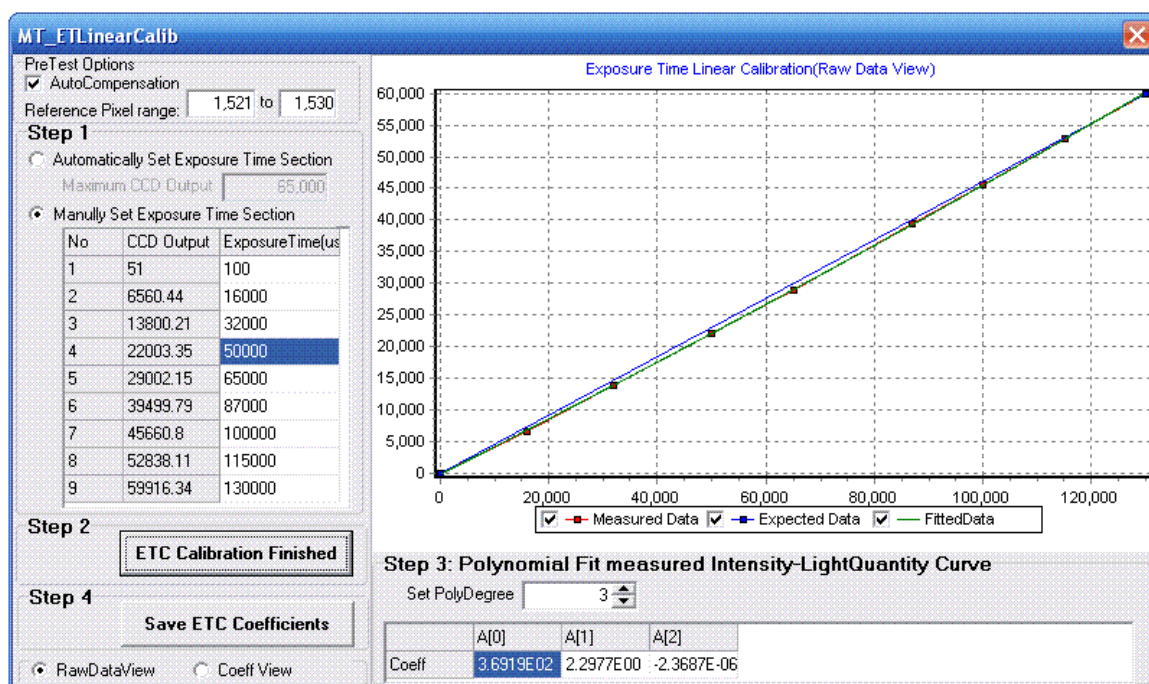 MT_ETLinearCalib
PreTest Options
AutoCompensation
Reference Pixel range: 1,521 to 1,530
Step 1
Automatically Set Exposure Time Section
Maximum CCD Output 65,000
Manully Set Exposure Time Section
No CCD Output ExposureTime(us
1 51 100
2 6560.44 16000
3 13800.21 32000
4 22003.35 50000
5 29002.15 65000
6 39499.79 87000
7 45660.8 100000
8 52838.11 115000
9 59916.34 130000
Step 2
ETC Calibration Finished
Step 4
Save ETC Coefficients
RawDataView Coeff View
Exposure Time Linear Calibration(Raw Data View)
60,000
55,000
50,000
45,000
40,000
35,000
30,000
25,000
20,000
15,000
10,000
5,000
0
0 20,000 40,000 60,000 80,000 100,000 120,000
Measured Data Expected Data FittedData
Step 3: Polynomial Fit measured Intensity-LightQuantity Curve
Set PolyDegree 3
A[0] A[1] A[2]
Coeff 3.6919E02 2.2977E00 -2.3687E-06